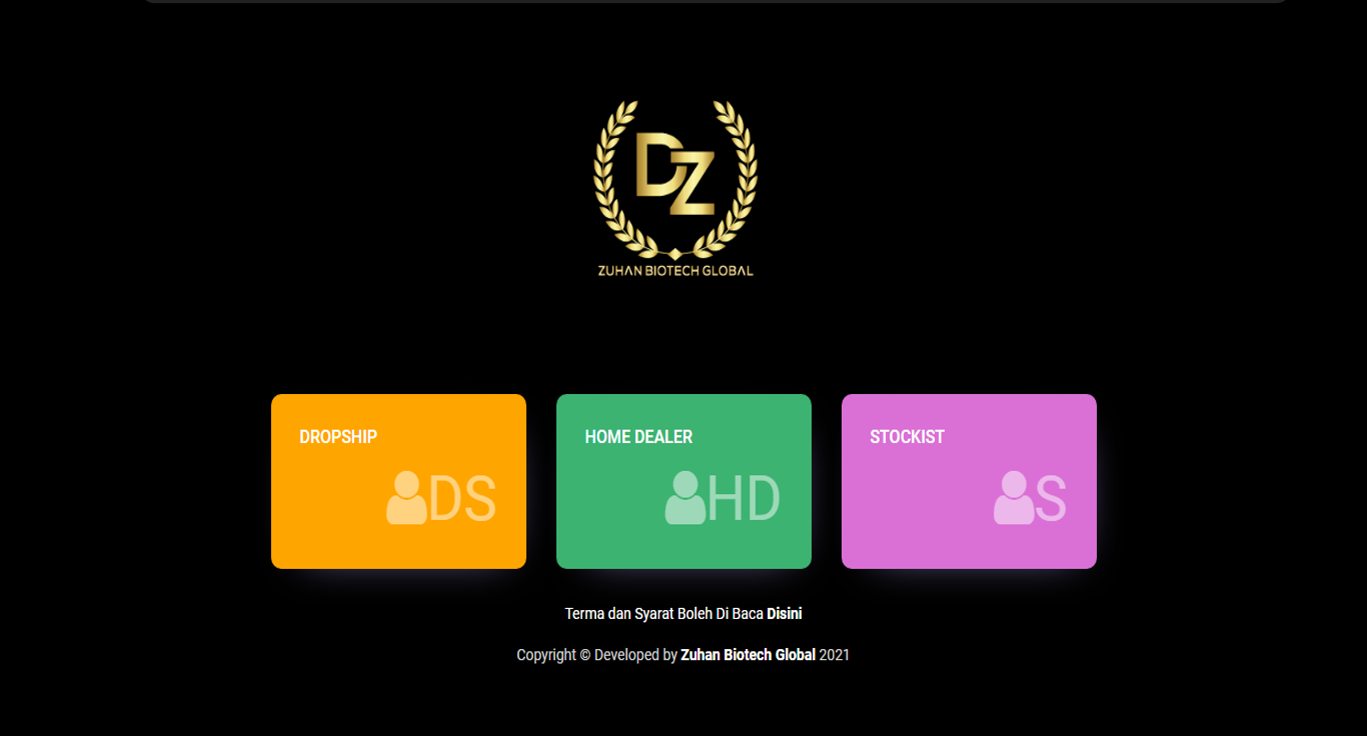 DZ
ZUHAN BIOTECH GLOBAL
DROPSHIP
DS
HOME DEALER
HD
STOCKIST
S
Terma dan Syarat Boleh Di Baca Disini
Copyright © Developed by Zuhan Biotech Global 2021